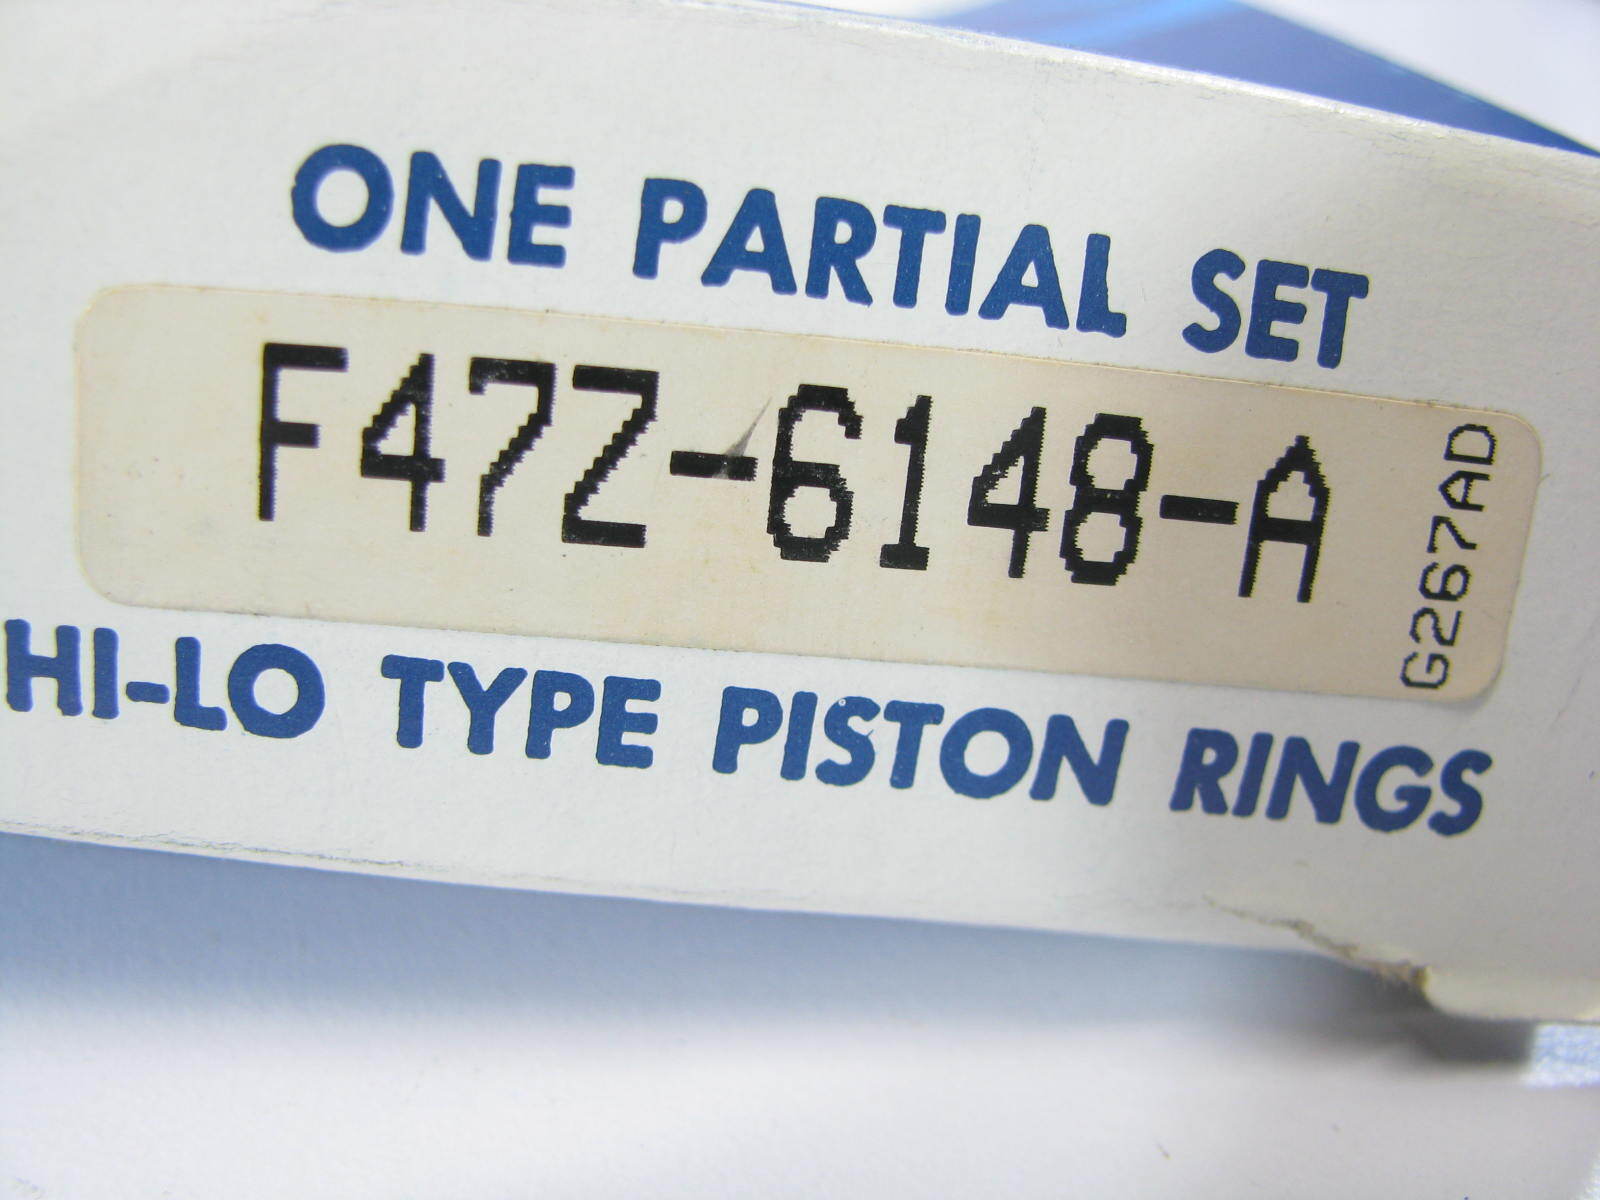 ONE PARTIAL SET
F47Z-6148-A
G267AD
HI-LO TYPE PISTON RINGS